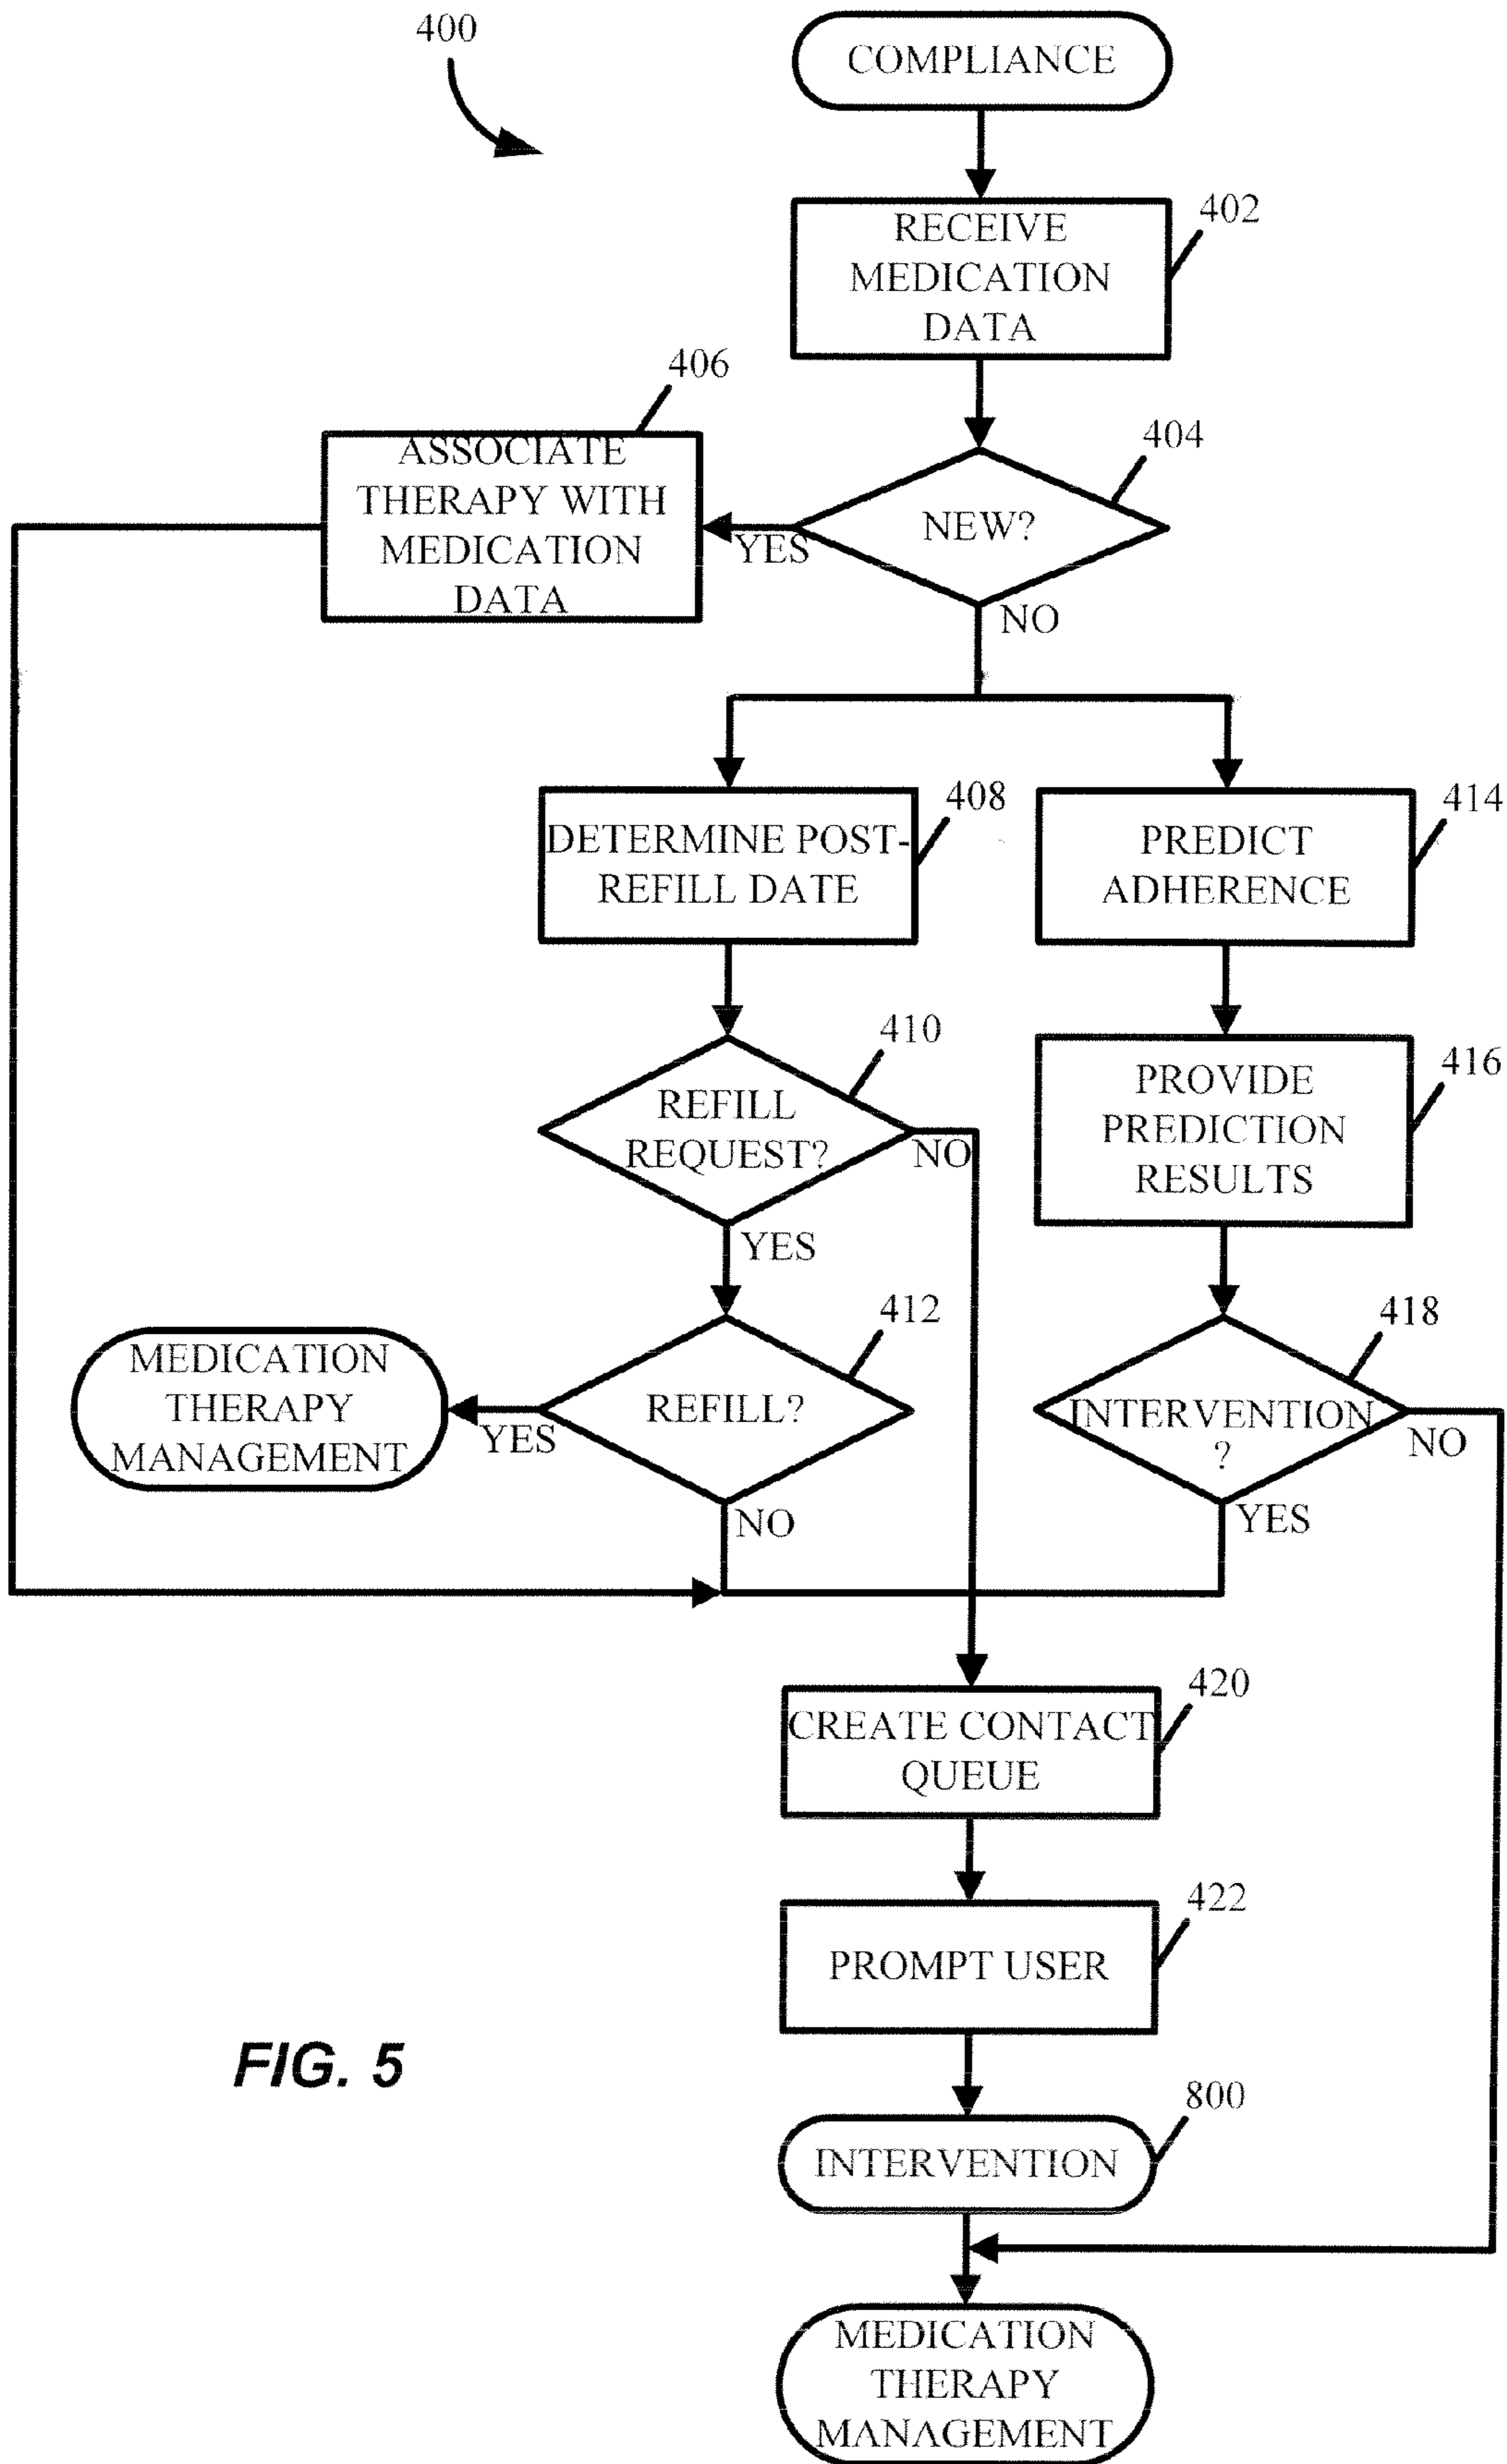 400
COMPLIANCE
402
RECEIVE
MEDICATION
DATA
406
ASSOCIATE
THERAPY WITH
MEDICATION
DATA
404
NEW?
YES
NO
408
DETERMINE POST-
REFILL DATE
414
PREDICT
ADHERENCE
410
REFILL
REQUEST?
NO
YES
416
PROVIDE
PREDICTION
RESULTS
412
REFILL?
YES
NO
MEDICATION
THERAPY
MANAGEMENT
418
INTERVENTION
?
NO
YES
420
CREATE CONTACT
QUEUE
422
PROMPT USER
FIG. 5
800
INTERVENTION
MEDICATION
THERAPY
MANAGEMENT